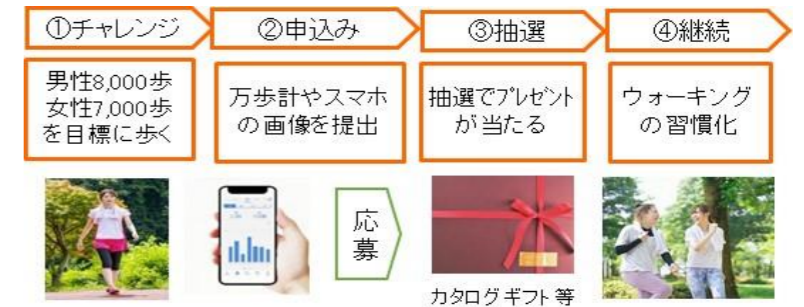 ①チャレンジ
②申込み
③抽選
④継続
男性8,000歩
女性7,000歩
を目標に歩く
万歩計やスマホ
の画像を提出
抽選でプレゼント
が当たる
ウォーキング
の習慣化
応募
カタログギフト等